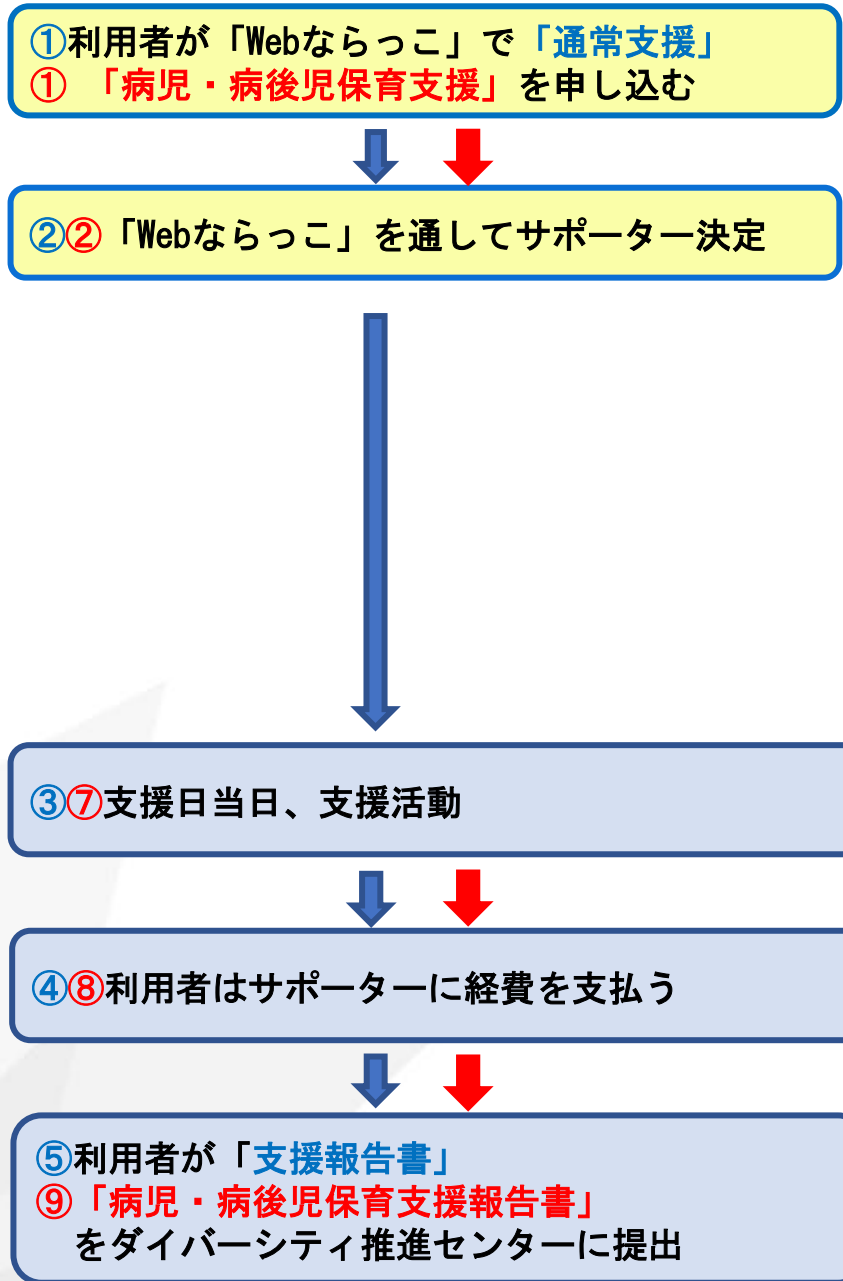 ①利用者が「Webならっこ」で「通常支援」
① 「病児・病後児保育支援」を申し込む
②②「Webならっこ」を通してサポーター決定
③⑦支援日当日、支援活動
④⑧利用者はサポーターに経費を支払う
⑤利用者が「支援報告書」
⑨「病児・病後児保育支援報告書」
をダイバーシティ推進センターに提出